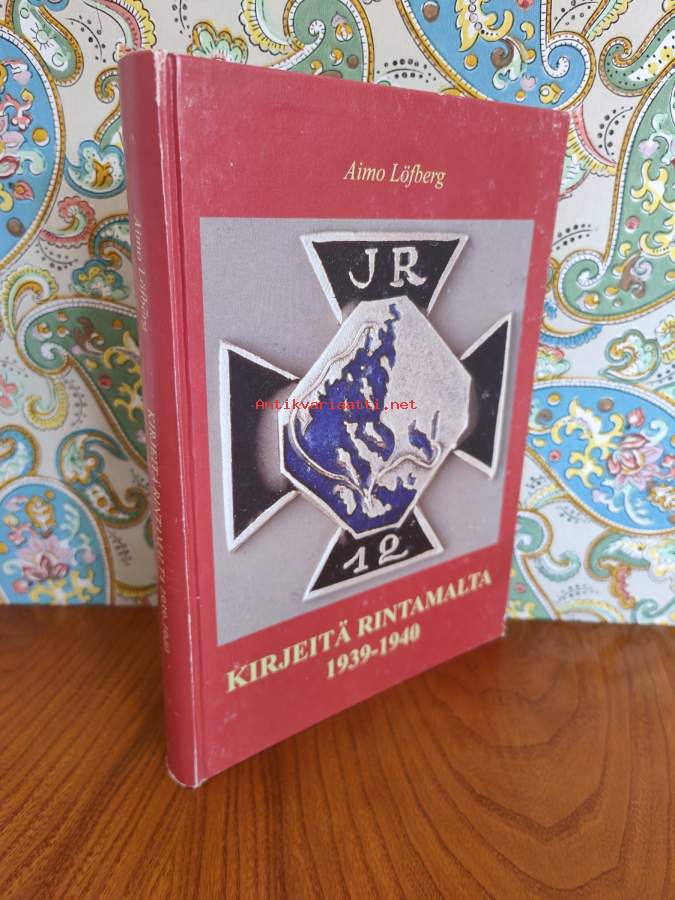 Aimo Löfberg
JR
Antikvariaatti.net
12
KIRJEITÄ RINTAMALTA
1939-1940
Aimo Löfberg
KIRJEITÄ RINTAMALTA 1939-1940